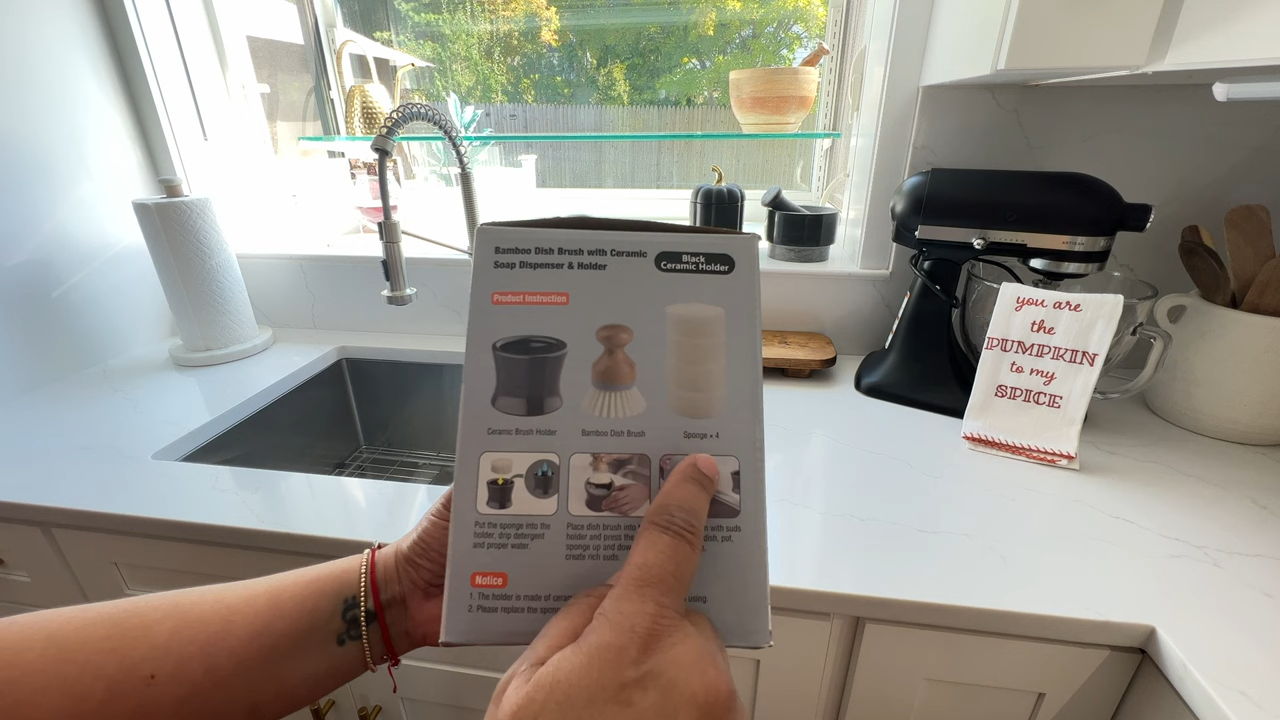 Bamboo Dish Brush with Ceramic
Soap Dispenser & Holder
Black
Ceramic Holder
Product Instruction
Ceramic Brush Holder
Bamboo Dish Brush
Sponge × 4
Put the sponge into the
holder, drip detergent
and proper water.
Place dish brush into
holder and press the
sponge up and
create rich suds.
with suds
dish, pot,
Notice
1. The holder is made of
using.
2. Please replace the
ARTISAN
you are
the
PUMPKIN
to my
SPICE